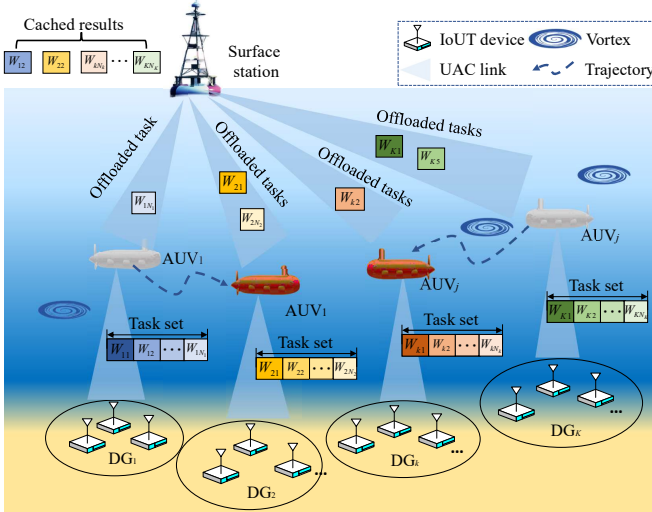 Cached results
W12 W22 WkNk ··· WKNK
Surface
station
IoUT device
Vortex
UAC link
Trajectory
Offloaded task
Offloaded tasks
Offloaded tasks
Offloaded tasks
W1N1
W21
W2N2
Wk2
WK1
WK5
AUV1
AUV1
AUVj
AUVj
Task set
W11 W12 ··· W1N1
Task set
W21 W22 ··· W2N2
Task set
Wk1 Wk2 ··· WkNk
Task set
WK1 WK2 ··· WKNK
DG1
DG2
...
DGk
...
DGK
...